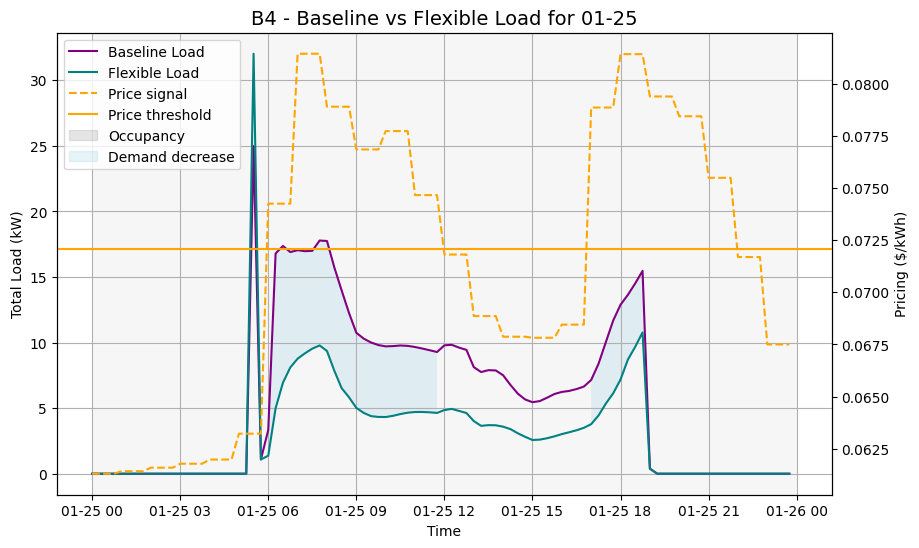 B4 - Baseline vs Flexible Load for 01-25
Baseline Load
Flexible Load
Price signal
Price threshold
Occupancy
Demand decrease
Total Load (kW)
30
25
20
15
10
5
0
0.0800
0.0775
0.0750
0.0725
0.0700
0.0675
0.0650
0.0625
Pricing ($/kWh)
01-25 00 01-25 03 01-25 06 01-25 09 01-25 12 01-25 15 01-25 18 01-25 21 01-26 00
Time